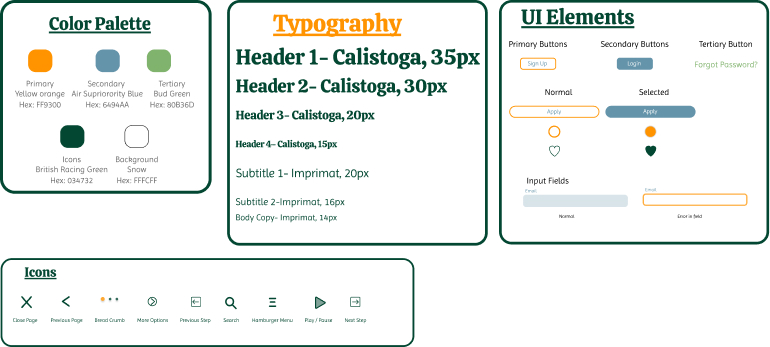 Color Palette
Primary
Yellow orange
Hex: FF9300
Secondary
Air Supriorority Blue
Hex: 6494AA
Tertiary
Bud Green
Hex: 80B36D
Icons
British Racing Green
Hex: 034732
Background
Snow
Hex: FFFCFF
Typography
Header 1- Calistoga, 35px
Header 2- Calistoga, 30px
Header 3- Calistoga, 20px
Header 4- Calistoga, 15px
Subtitle 1- Imprimat, 20px
Subtitle 2-Imprimat, 16px
Body Copy- Imprimat, 14px
UI Elements
Primary Buttons
Secondary Buttons
Tertiary Button
Sign Up
Login
Forgot Password?
Normal
Selected
Apply
Apply
Input Fields
Email
Email
Normal
Error in field
Icons
Close Page
Previous Page
Bread Crumb
More Options
Previous Step
Search
Hamburger Menu
Play / Pause
Next Step